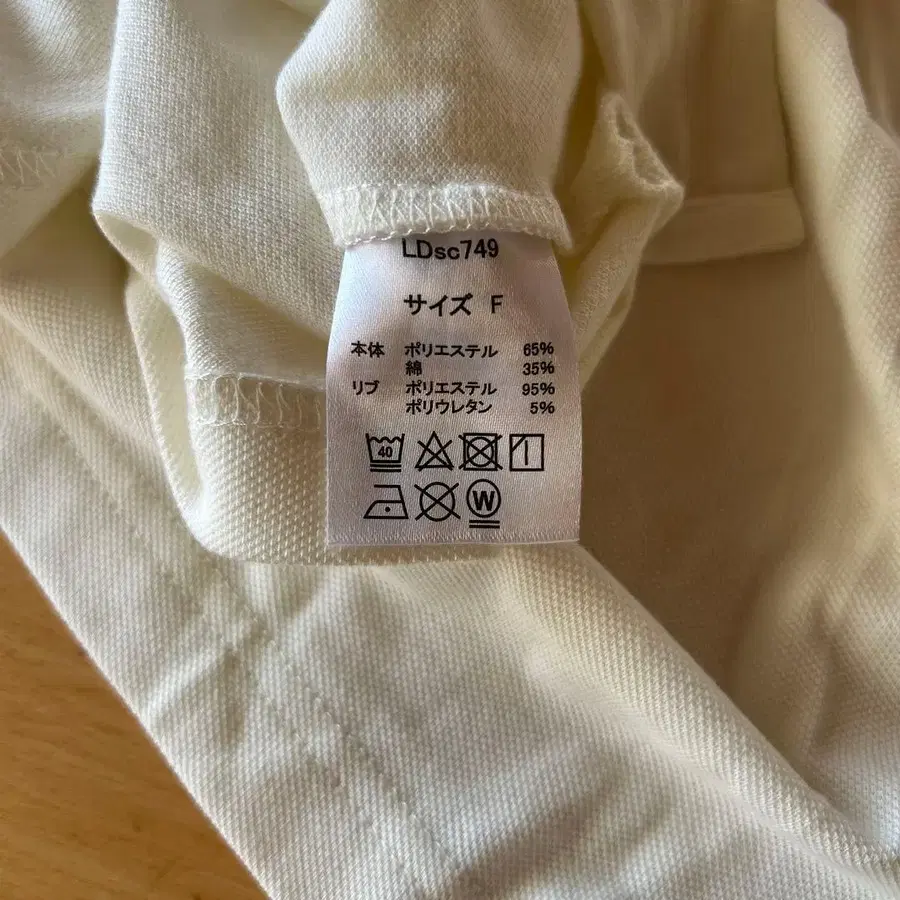 LDsc749
サイズ F
本体 ポリエステル 65%
綿 35%
リブ ポリエステル 95%
ポリウレタン 5%
40
W